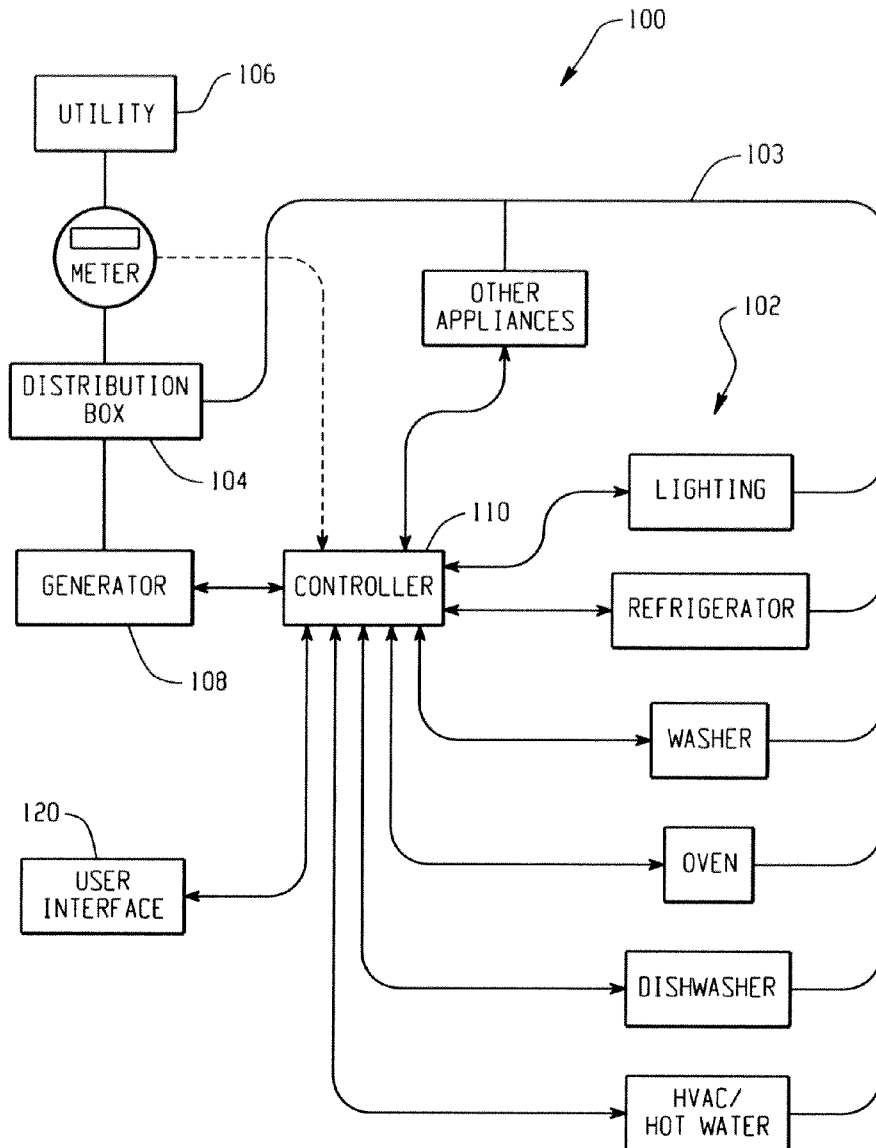 100
106
UTILITY
103
METER
OTHER
APPLIANCES
102
DISTRIBUTION
BOX
104
LIGHTING
110
GENERATOR
CONTROLLER
REFRIGERATOR
108
WASHER
120
USER
INTERFACE
OVEN
DISHWASHER
HVAC/
HOT WATER